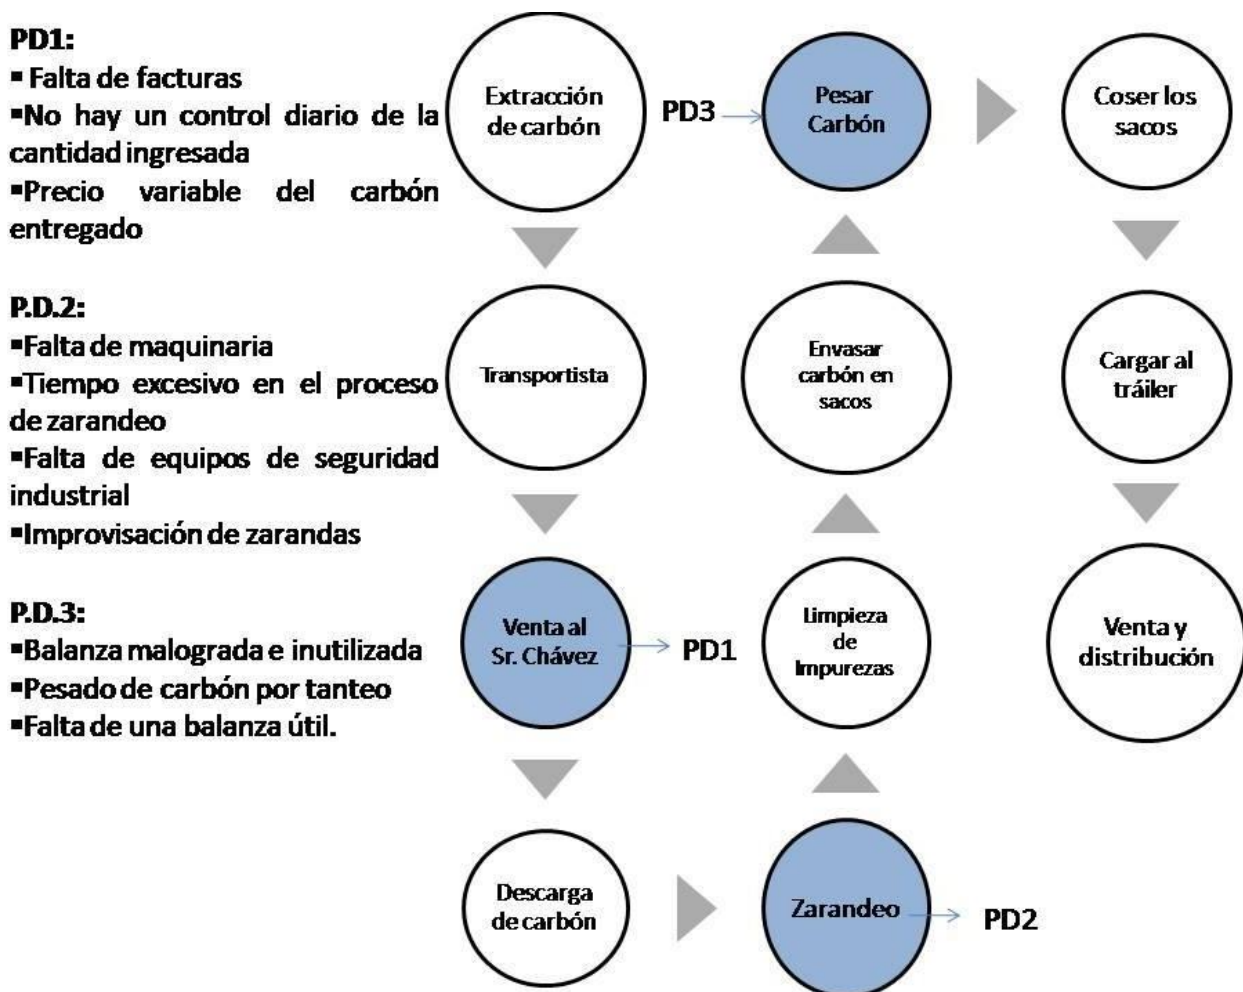 PD1:
▪ Falta de facturas
▪No hay un control diario de la
cantidad ingresada
▪Precio variable del carbón
entregado
P.D.2:
▪Falta de maquinaria
▪Tiempo excesivo en el proceso
de zarandeo
▪Falta de equipos de seguridad
industrial
▪Improvisación de zarandas
P.D.3:
▪Balanza malograda e inutilizada
▪Pesado de carbón por tanteo
▪Falta de una balanza útil.
Extracción
de carbón
Transportista
Venta al
Sr. Chávez
PD1
Descarga
de carbón
Zarandeo
PD2
Limpieza
de
Impurezas
Envasar
carbón en
sacos
PD3
Pesar
Carbón
Coser los
sacos
Cargar al
tráiler
Venta y
distribución